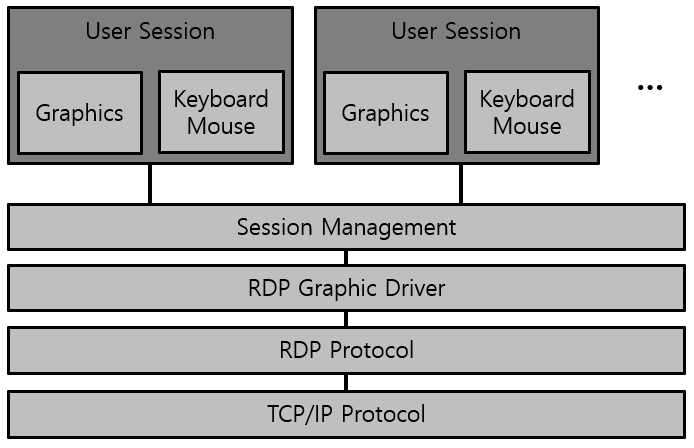 User Session
Graphics
Keyboard
Mouse
User Session
Graphics
Keyboard
Mouse
...
Session Management
RDP Graphic Driver
RDP Protocol
TCP/IP Protocol